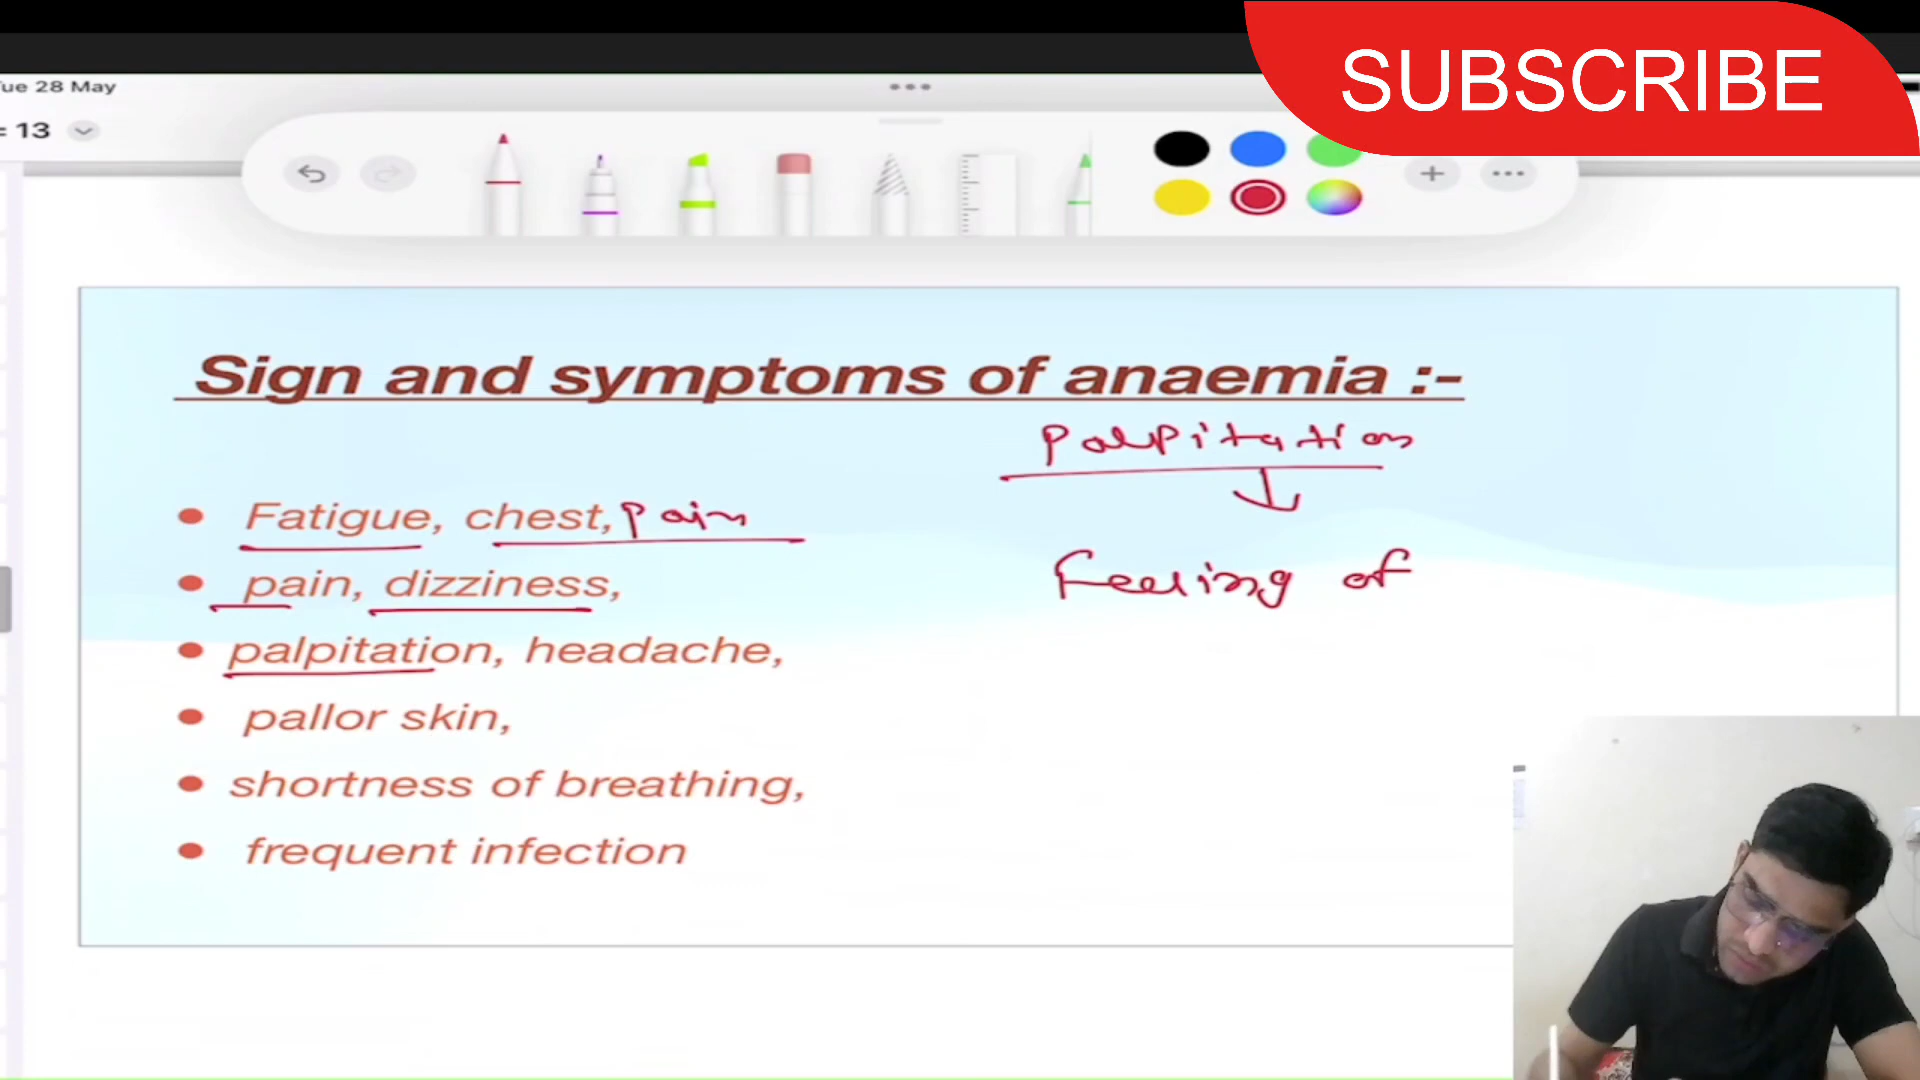 SUBSCRIBE
ue 28 May
= 13
Sign and symptoms of anaemia :-
Palpitation
Fatigue, chest, pain
Feeling of
pain, dizziness,
palpitation, headache,
pallor skin,
shortness of breathing,
frequent infection